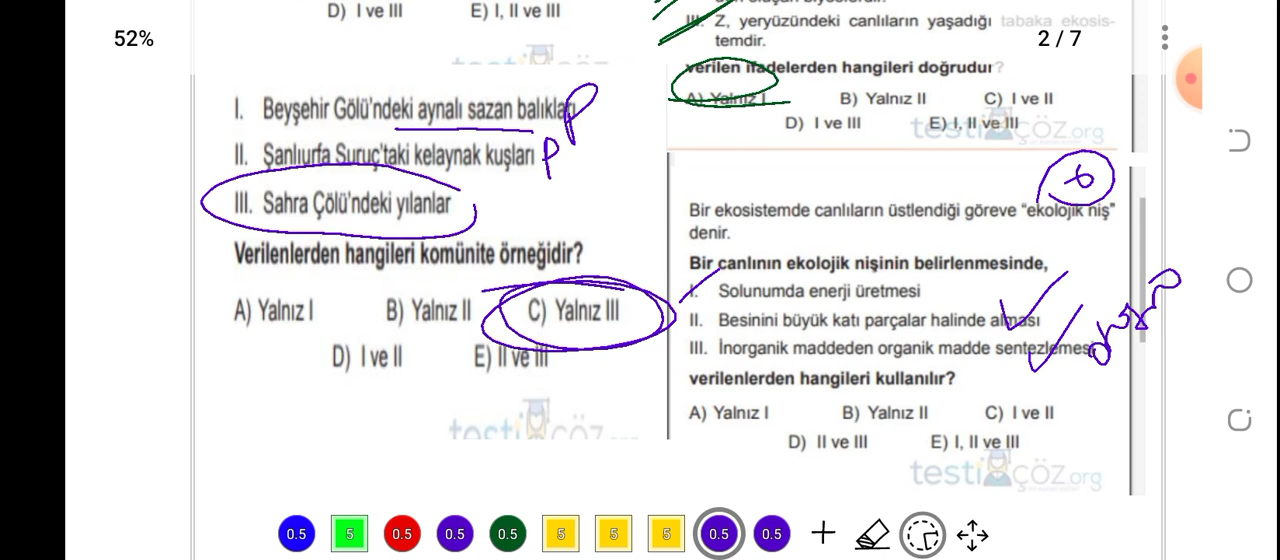 D) I ve III E) I, II ve III
52%
I. Beyşehir Gölü'ndeki aynalı sazan balıkları
P
II. Şanlıurfa Suruç'taki kelaynak kuşları
P
III. Sahra Çölü'ndeki yılanlar
Verilenlerden hangileri komünite örneğidir?
A) Yalnız I B) Yalnız II C) Yalnız III
D) I ve II E) II ve III
III. Z, yeryüzündeki canlıların yaşadığı tabaka ekosis-
temdir.
2 / 7
verilen ifadelerden hangileri doğrudur?
A) Yalnız I B) Yalnız II C) I ve II
D) I ve III E) I, II ve III
testiçöz.org
6
Bir ekosistemde canlıların üstlendiği göreve "ekolojik niş"
denir.
Bir canlının ekolojik nişinin belirlenmesinde,
I. Solunumda enerji üretmesi
II. Besinini büyük katı parçalar halinde alması
III. İnorganik maddeden organik madde sentezlemesi
verilenlerden hangileri kullanılır?
A) Yalnız I B) Yalnız II C) I ve II
D) II ve III E) I, II ve III
testiçöz.org
0.5 5 0.5 0.5 0.5 5 5 5 0.5 0.5